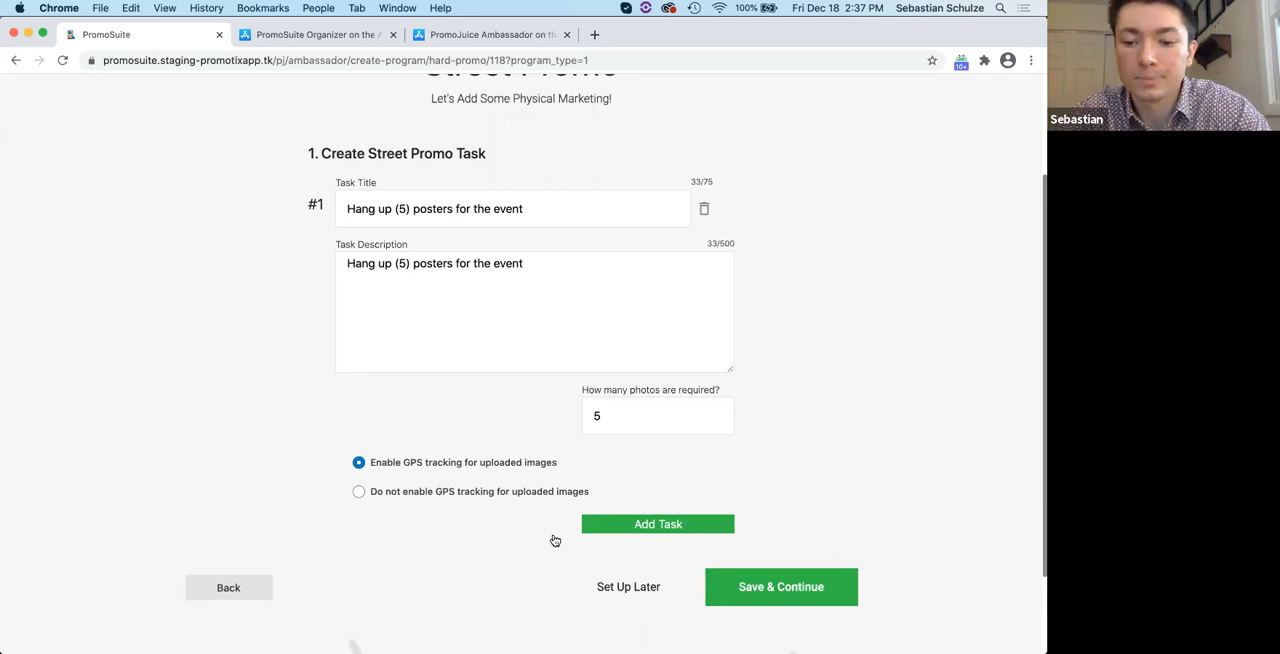 Chrome File Edit View History Bookmarks People Tab Window Help 100% Fri Dec 18 2:37 PM Sebastian Schulze
PromoSuite PromoSuite Organizer on the PromoJuice Ambassador on
promosuite.staging-promotixapp.tk/pj/ambassador/create-program/hard-promo/118?program_type=1
10+
Sebastian
Street Promo
Let's Add Some Physical Marketing!
1. Create Street Promo Task
Task Title 33/75
#1 Hang up (5) posters for the event
Task Description 33/500
Hang up (5) posters for the event
How many photos are required?
5
Enable GPS tracking for uploaded images
Do not enable GPS tracking for uploaded images
Add Task
Back Set Up Later Save & Continue